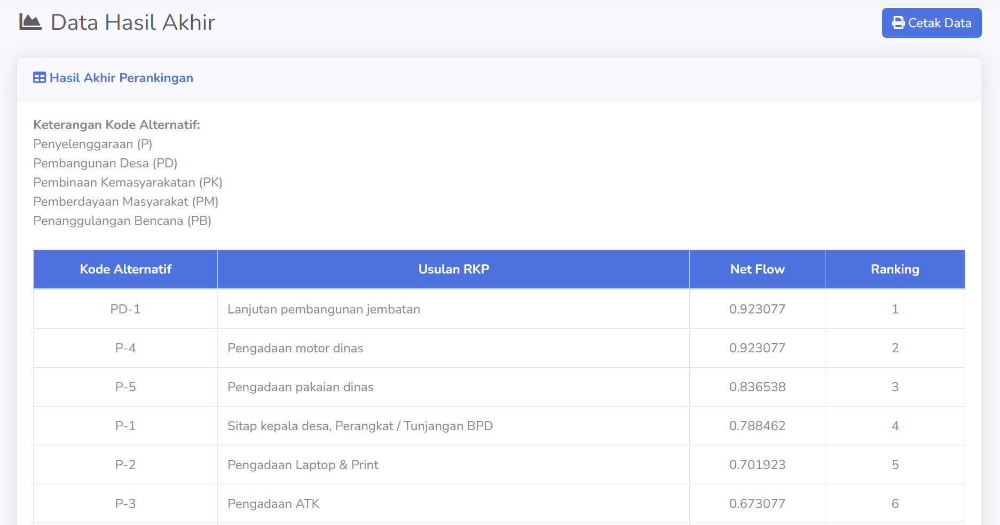 Data Hasil Akhir
Cetak Data
Hasil Akhir Perankingan
Keterangan Kode Alternatif:
Penyelenggaraan (P)
Pembangunan Desa (PD)
Pembinaan Kemasyarakatan (PK)
Pemberdayaan Masyarakat (PM)
Penanggulangan Bencana (PB)
Kode Alternatif Usulan RKP Net Flow Ranking
PD-1 Lanjutan pembangunan jembatan 0.923077 1
P-4 Pengadaan motor dinas 0.923077 2
P-5 Pengadaan pakaian dinas 0.836538 3
P-1 Sitap kepala desa, Perangkat / Tunjangan BPD 0.788462 4
P-2 Pengadaan Laptop & Print 0.701923 5
P-3 Pengadaan ATK 0.673077 6